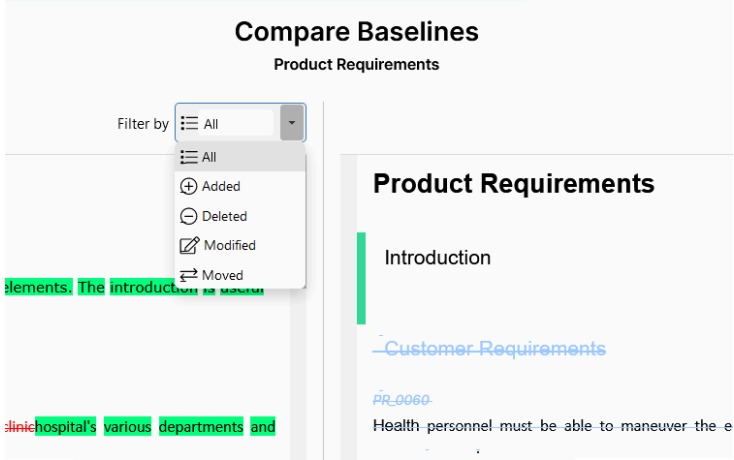 Compare Baselines
Product Requirements
Filter by All
All
Added
Deleted
Modified
Moved
elements. The introduction is useful
clinichospital's various departments and
Product Requirements
Introduction
Customer Requirements
PR_0060
Health personnel must be able to maneuver the e